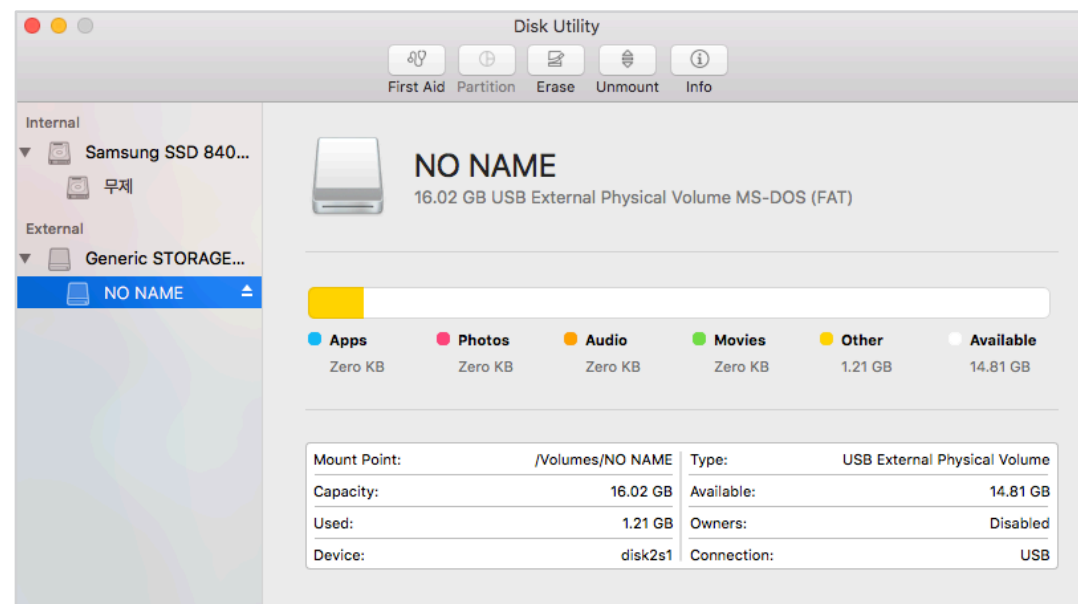 Disk Utility
First Aid Partition Erase Unmount Info
Internal
Samsung SSD 840...
무제
External
Generic STORAGE...
NO NAME
NO NAME
16.02 GB USB External Physical Volume MS-DOS (FAT)
Apps Photos Audio Movies Other Available
Zero KB Zero KB Zero KB Zero KB 1.21 GB 14.81 GB
Mount Point: /Volumes/NO NAME Type: USB External Physical Volume
Capacity: 16.02 GB Available: 14.81 GB
Used: 1.21 GB Owners: Disabled
Device: disk2s1 Connection: USB